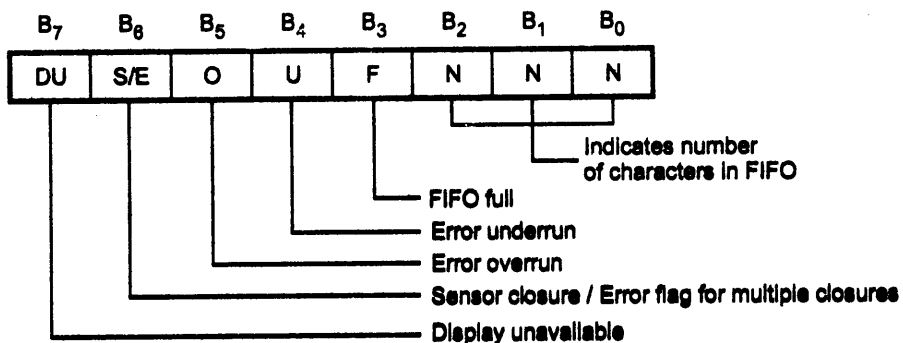 B7 B6 B5 B4 B3 B2 B1 B0
DU S/E O U F N N N
Indicates number
of characters in FIFO
FIFO full
Error underrun
Error overrun
Sensor closure / Error flag for multiple closures
Display unavailable